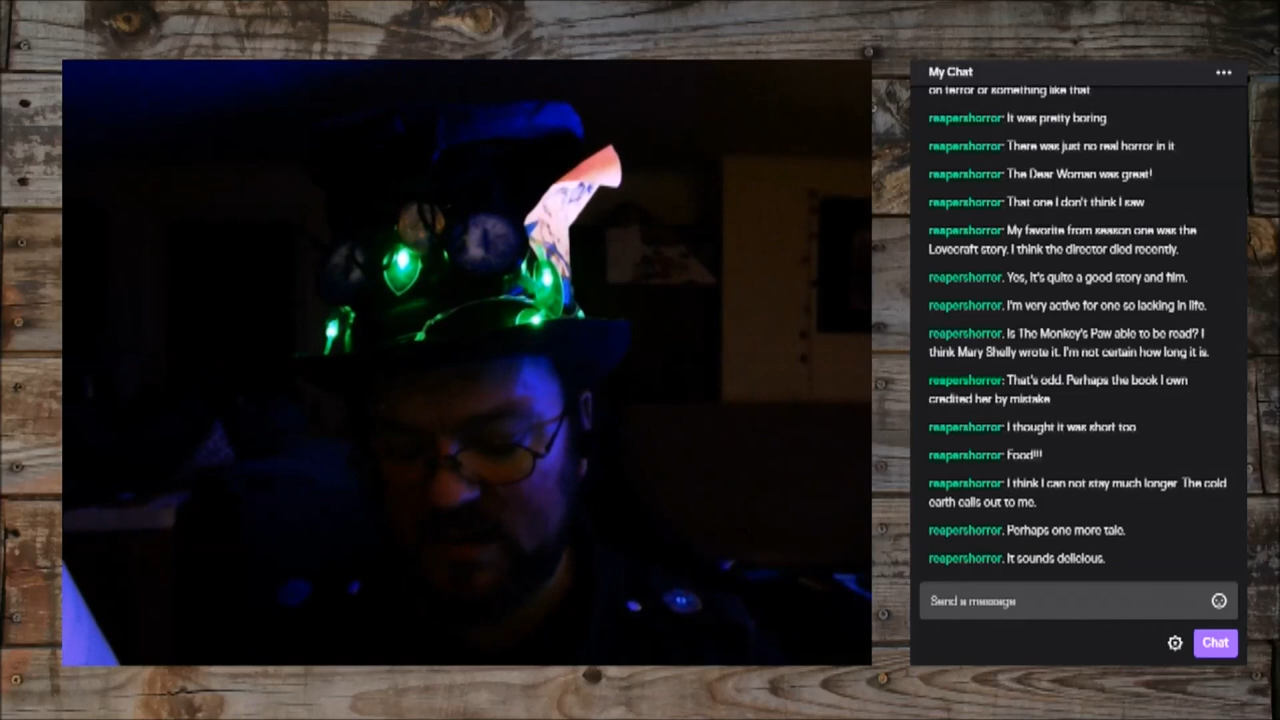 My Chat
on terror or something like that
reapershorror: It was pretty boring
reapershorror: There was just no real horror in it
reapershorror: The Dear Woman was great!
reapershorror: That one I don't think I saw
reapershorror: My favorite from season one was the
Lovecraft story. I think the director died recently.
reapershorror: Yes, it's quite a good story and film.
reapershorror: I'm very active for one so lacking in life.
reapershorror: Is The Monkey's Paw able to be read? I
think Mary Shelly wrote it. I'm not certain how long it is.
reapershorror: That's odd. Perhaps the book I own
credited her by mistake
reapershorror: I thought it was short too
reapershorror: Food!!!
reapershorror: I think I can not stay much longer. The cold
earth calls out to me.
reapershorror: Perhaps one more tale.
reapershorror: It sounds delicious.
Send a message
Chat